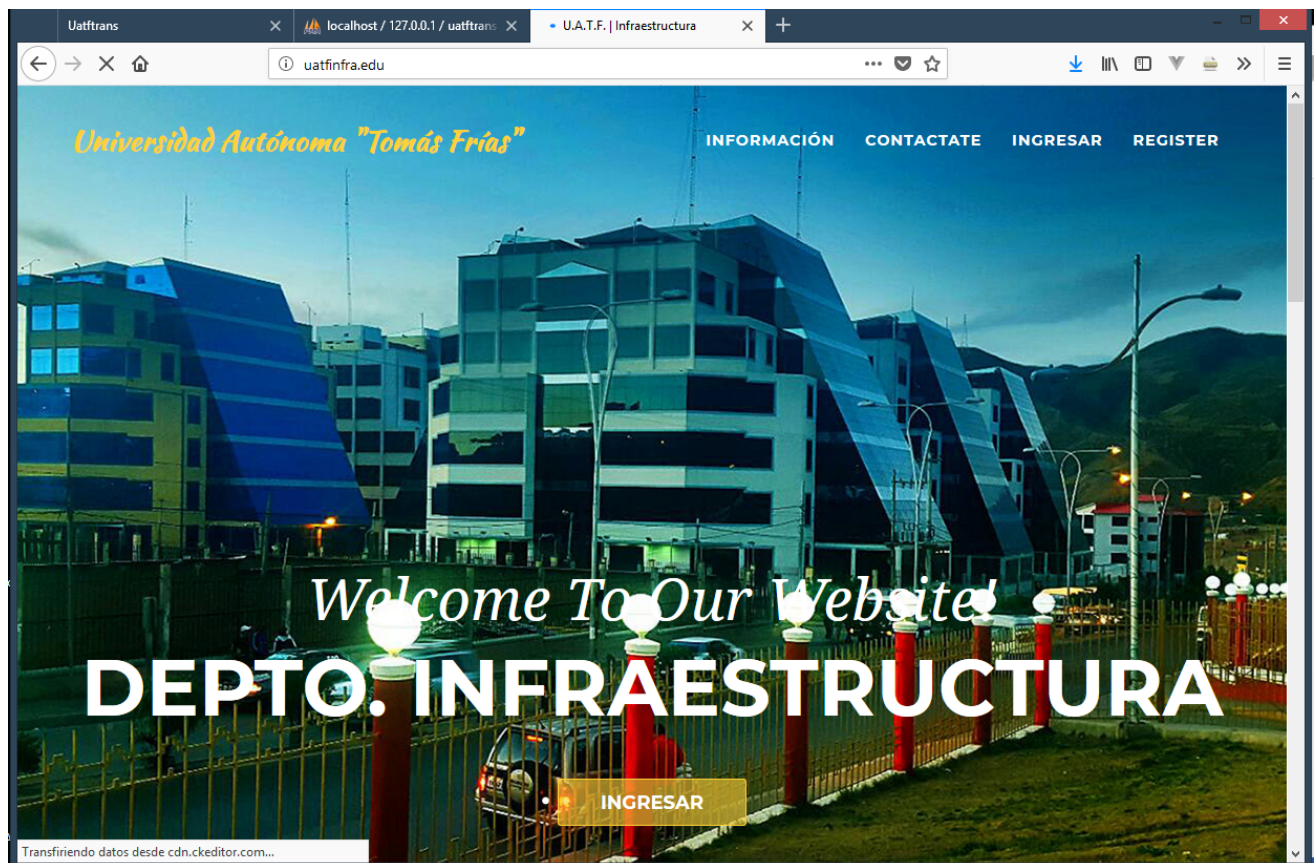 Uatftrans
localhost / 127.0.0.1 / uatftrans
U.A.T.F. | Infraestructura
uatfinfra.edu
Universidad Autónoma "Tomás Frías"
INFORMACIÓN CONTACTATE INGRESAR REGISTER
Welcome To Our Website!
DEPTO. INFRAESTRUCTURA
INGRESAR
Transfiriendo datos desde cdn.ckeditor.com...